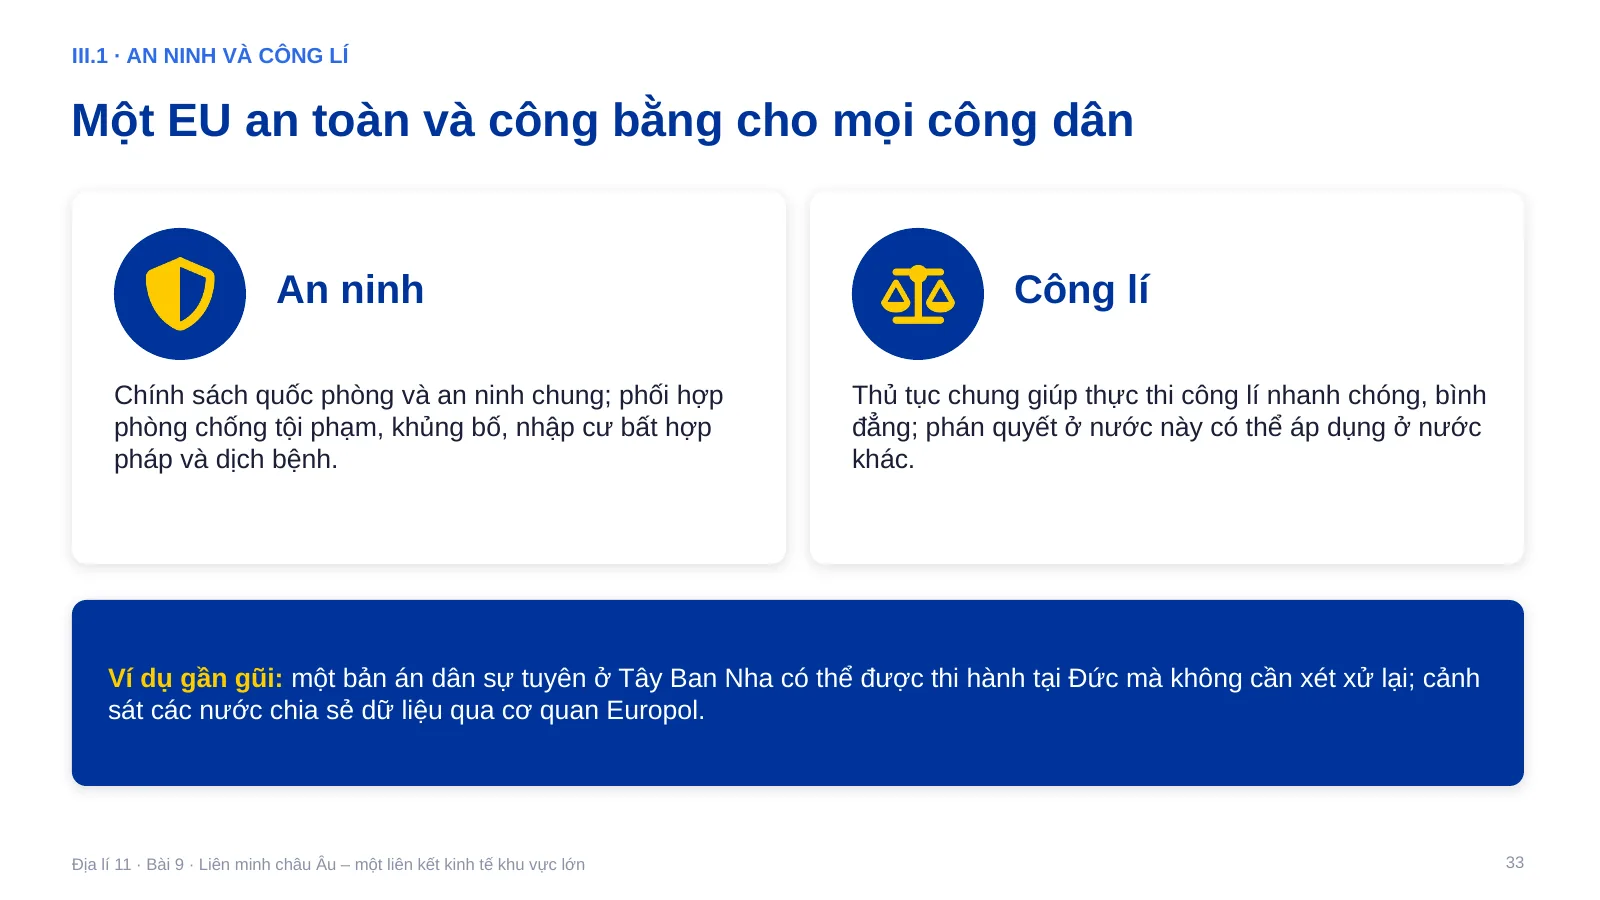 III.1 · AN NINH VÀ CÔNG LÍ
Một EU an toàn và công bằng cho mọi công dân
An ninh
Chính sách quốc phòng và an ninh chung; phối hợp
phòng chống tội phạm, khủng bố, nhập cư bất hợp
pháp và dịch bệnh.
Công lí
Thủ tục chung giúp thực thi công lí nhanh chóng, bình
đẳng; phán quyết ở nước này có thể áp dụng ở nước
khác.
Ví dụ gần gũi: một bản án dân sự tuyên ở Tây Ban Nha có thể được thi hành tại Đức mà không cần xét xử lại; cảnh
sát các nước chia sẻ dữ liệu qua cơ quan Europol.
Địa lí 11 · Bài 9 · Liên minh châu Âu – một liên kết kinh tế khu vực lớn
33